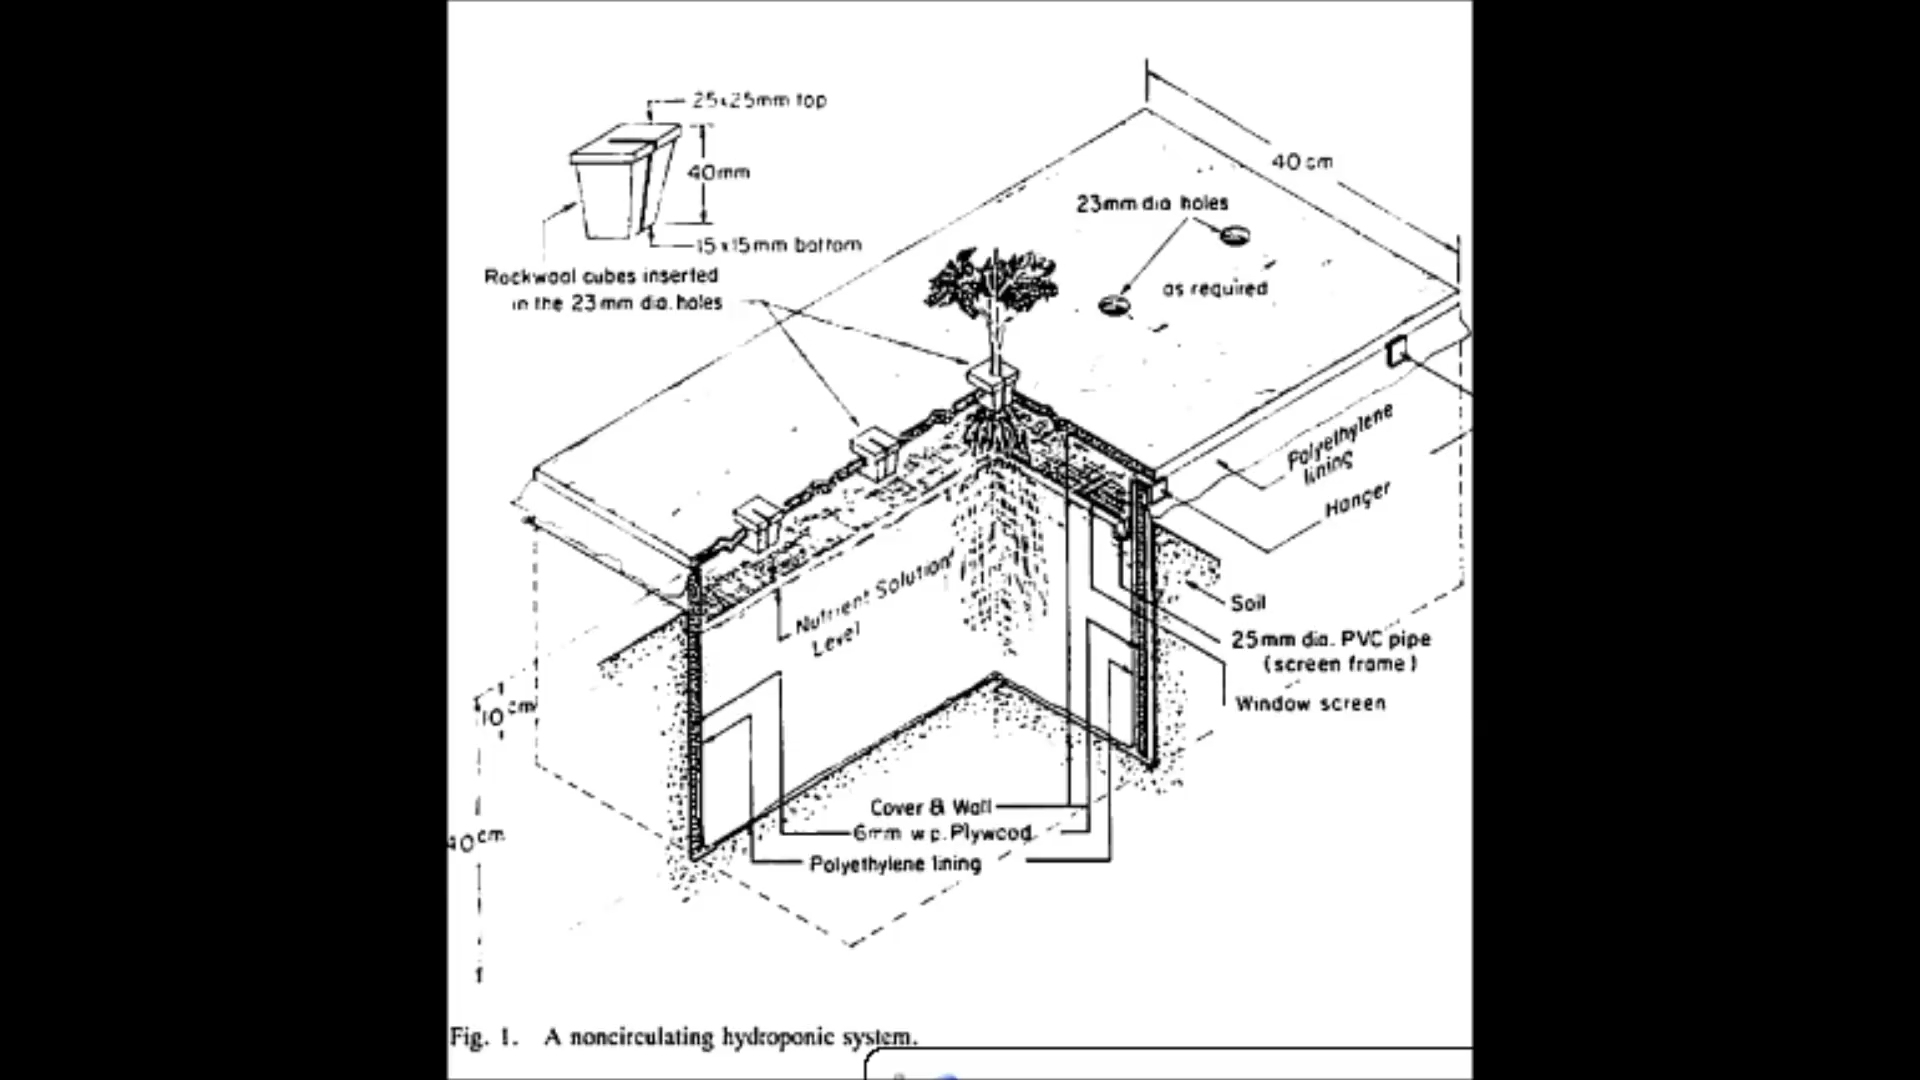 25x25mm top
40mm
15x15mm bottom
Rockwool cubes inserted
in the 23mm dia. holes
40 cm
23mm dia holes
as required
Polyethylene
lining
Hanger
Nutrient Solution
Level
Soil
25mm dia. PVC pipe
(screen frame)
Window screen
10 cm
40 cm
Cover & Wall
6mm w.p. Plywood
Polyethylene lining
Fig. 1. A noncirculating hydroponic system.